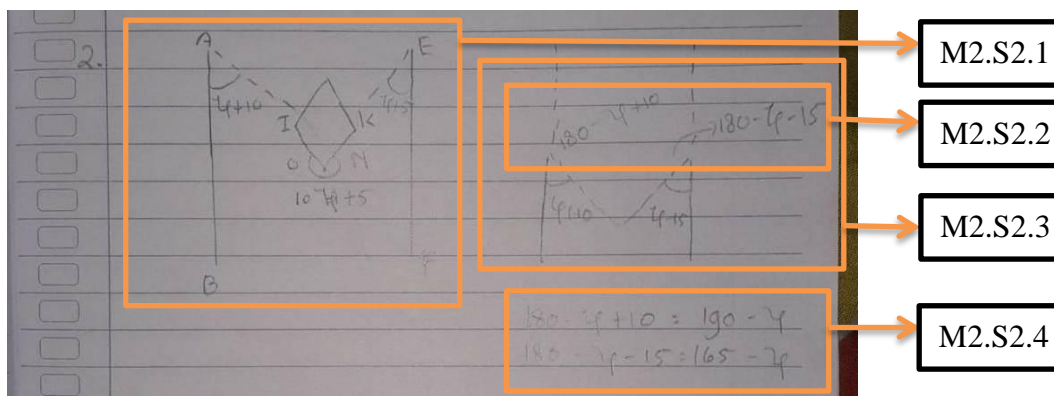 2.
A
E
y+10
y+15
I
K
O
N
10 y+5
B
F
180 - y+10
180-y-15
y+10
y-15
180-y+10 = 190-y
180-y-15=165-y
M2.S2.1
M2.S2.2
M2.S2.3
M2.S2.4